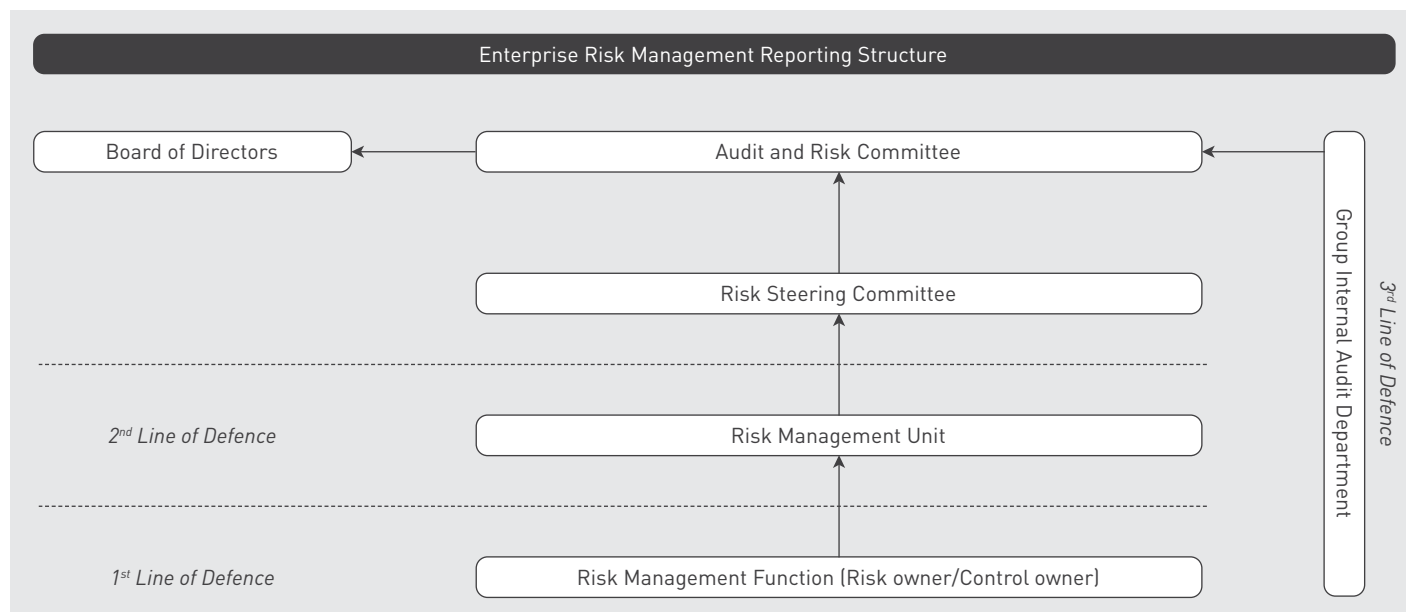 Enterprise Risk Management Reporting Structure
Board of Directors
Audit and Risk Committee
Risk Steering Committee
2nd Line of Defence
Risk Management Unit
1st Line of Defence
Risk Management Function (Risk owner/Control owner)
Group Internal Audit Department
3rd Line of Defence